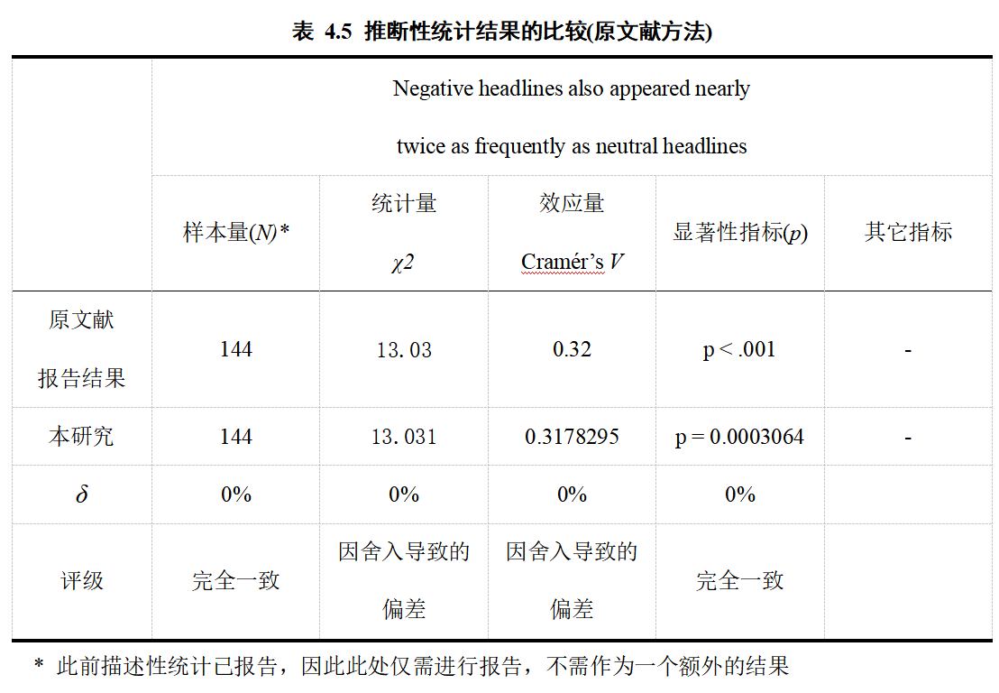 表 4.5 推断性统计结果的比较(原文献方法)
Negative headlines also appeared nearly
twice as frequently as neutral headlines
样本量(N)*
统计量
χ2
效应量
Cramér’s V
显著性指标(p)
其它指标
原文献
报告结果
144
13.03
0.32
p < .001
-
本研究
144
13.031
0.3178295
p = 0.0003064
-
δ
0%
0%
0%
0%
评级
完全一致
因舍入导致的
偏差
因舍入导致的
偏差
完全一致
* 此前描述性统计已报告，因此此处仅需进行报告，不需作为一个额外的结果